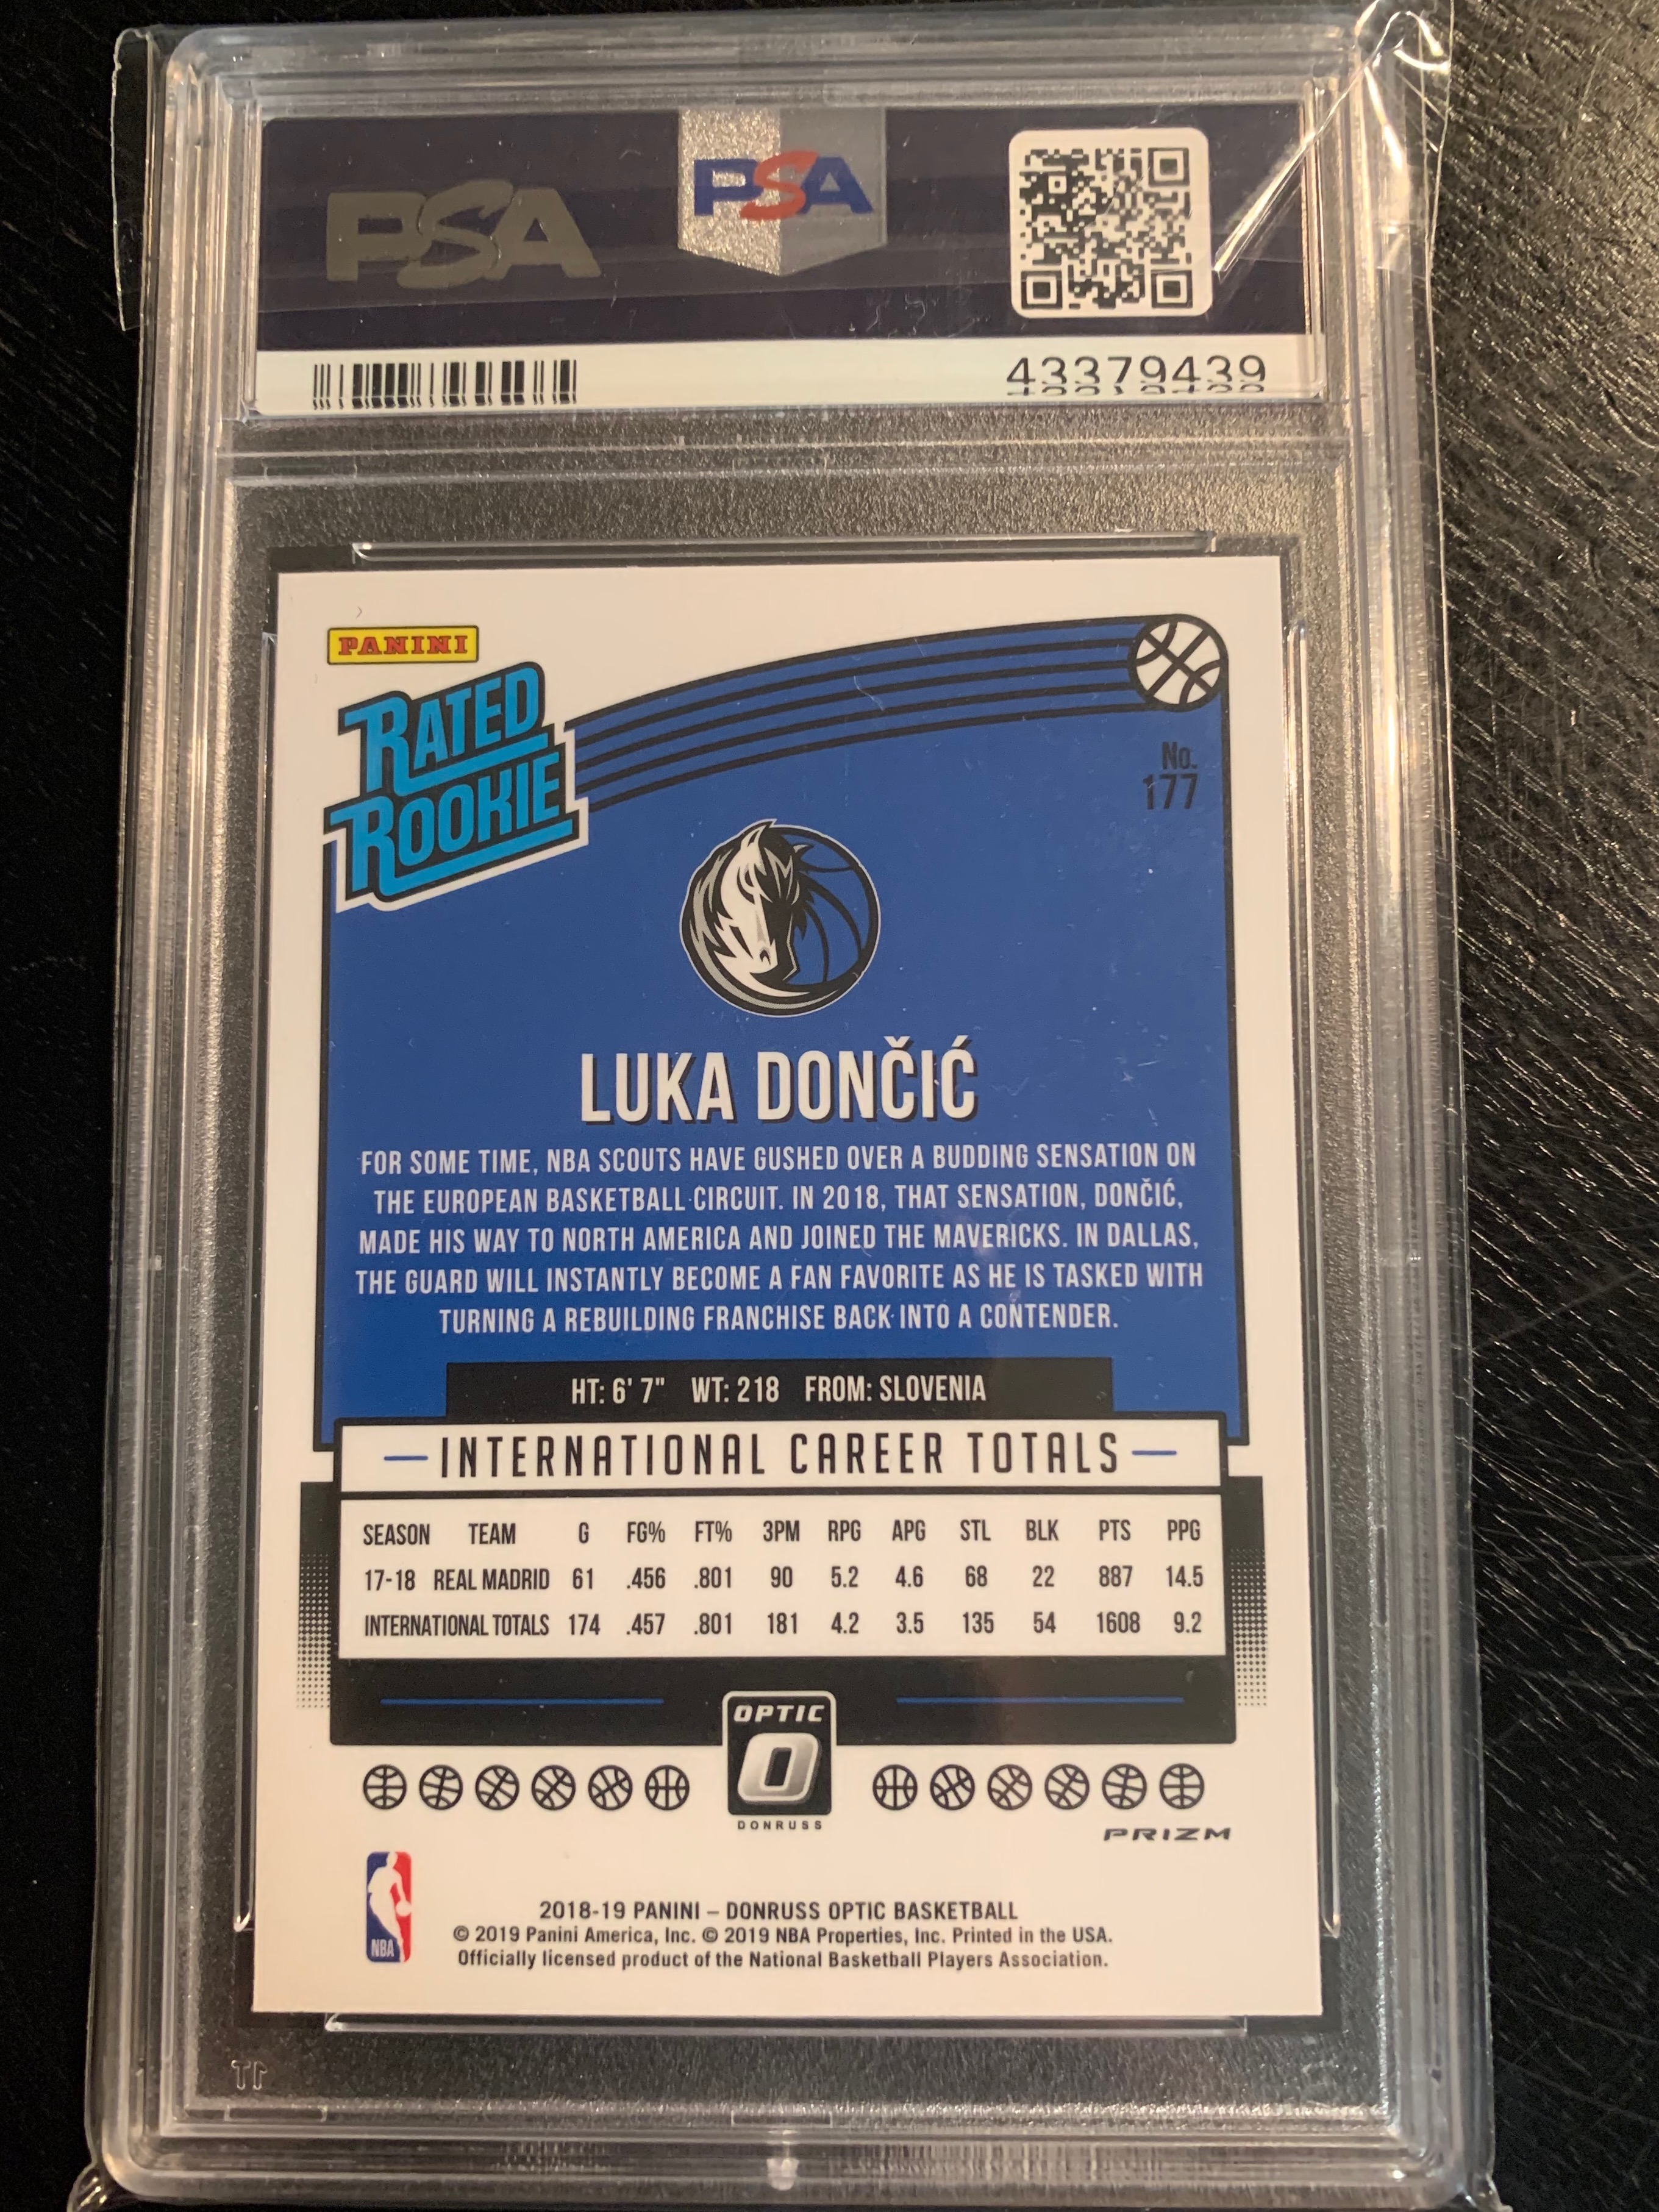 PSA PSA
43379439
PANINI
RATED
ROOKIE
No.
177
LUKA DONČIĆ
FOR SOME TIME, NBA SCOUTS HAVE GUSHED OVER A BUDDING SENSATION ON
THE EUROPEAN BASKETBALL CIRCUIT. IN 2018, THAT SENSATION, DONČIĆ,
MADE HIS WAY TO NORTH AMERICA AND JOINED THE MAVERICKS. IN DALLAS,
THE GUARD WILL INSTANTLY BECOME A FAN FAVORITE AS HE IS TASKED WITH
TURNING A REBUILDING FRANCHISE BACK INTO A CONTENDER.
HT: 6' 7" WT: 218 FROM: SLOVENIA
INTERNATIONAL CAREER TOTALS
SEASON TEAM G FG% FT% 3PM RPG APG STL BLK PTS PPG
17-18 REAL MADRID 61 .456 .801 90 5.2 4.6 68 22 887 14.5
INTERNATIONAL TOTALS 174 .457 .801 181 4.2 3.5 135 54 1608 9.2
OPTIC
O
DONRUSS
PRIZM
NBA
2018-19 PANINI – DONRUSS OPTIC BASKETBALL
© 2019 Panini America, Inc. © 2019 NBA Properties, Inc. Printed in the USA.
Officially licensed product of the National Basketball Players Association.